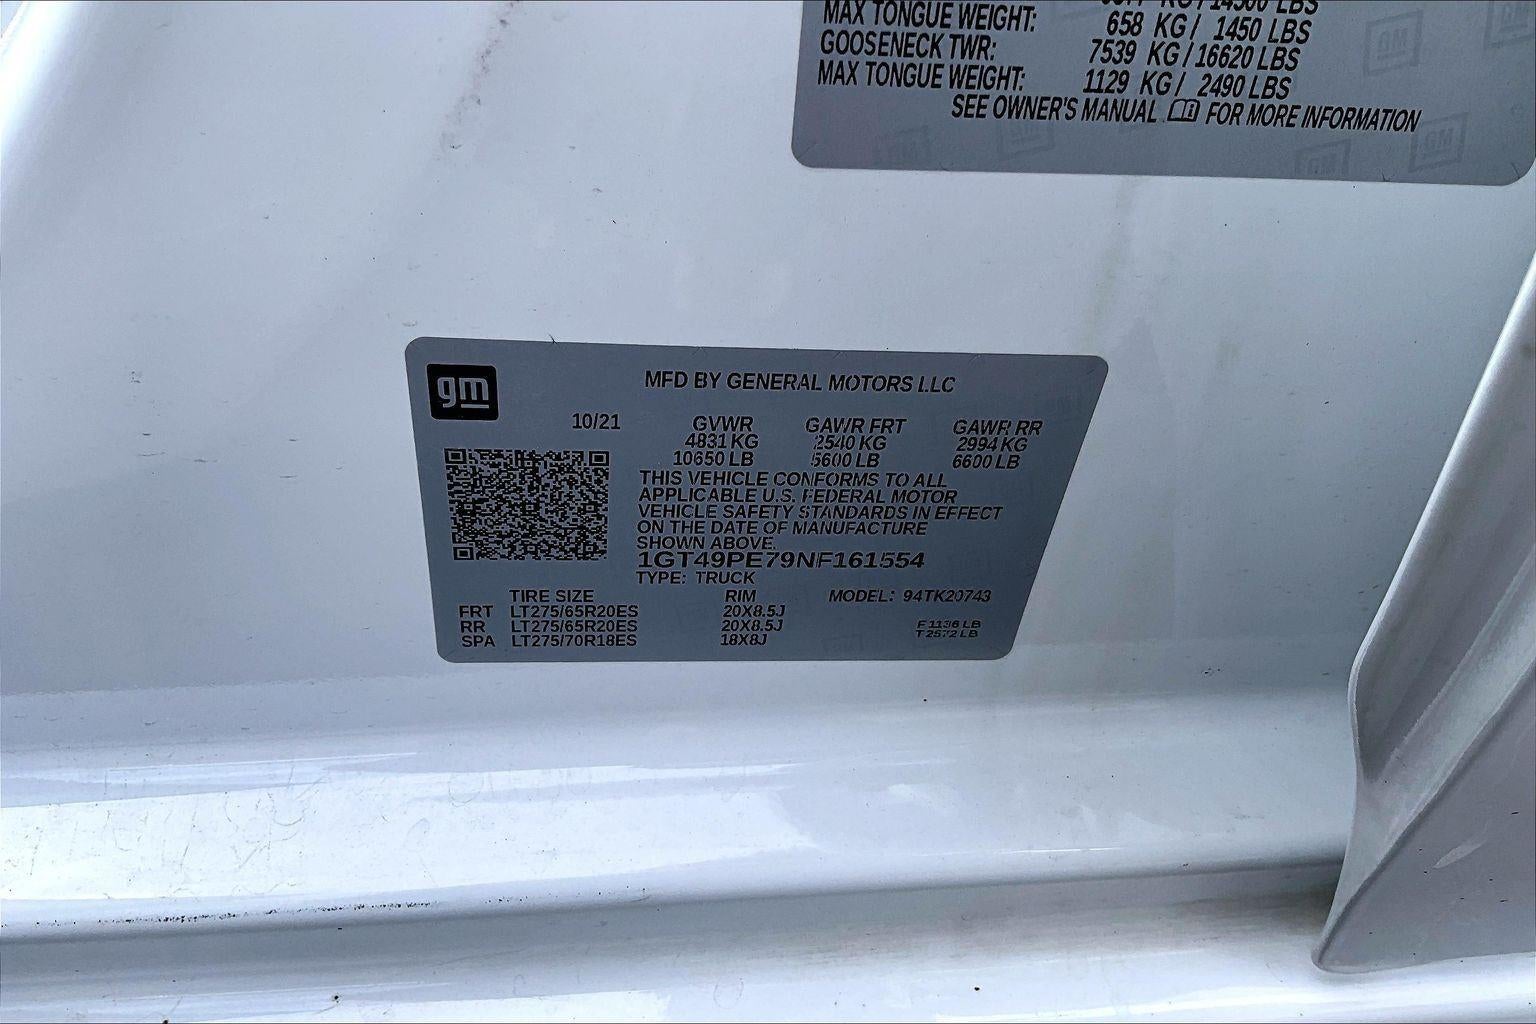 MAX TONGUE WEIGHT: 658 KG/ 1450 LBS
GOOSENECK TWR: 7539 KG/16620 LBS
MAX TONGUE WEIGHT: 1129 KG/ 2490 LBS
SEE OWNER'S MANUAL FOR MORE INFORMATION
gm
MFD BY GENERAL MOTORS LLC
10/21 GVWR GAWR FRT GAWR RR
4831 KG 2540 KG 2994 KG
10650 LB 5600 LB 6600 LB
THIS VEHICLE CONFORMS TO ALL
APPLICABLE U.S. FEDERAL MOTOR
VEHICLE SAFETY STANDARDS IN EFFECT
ON THE DATE OF MANUFACTURE
SHOWN ABOVE.
1GT49PE79NF161554
TYPE: TRUCK
TIRE SIZE RIM MODEL: 94TK20743
FRT LT275/65R20ES 20X8.5J
RR LT275/65R20ES 20X8.5J F 1136 LB
SPA LT275/70R18ES 18X8J T 2572 LB